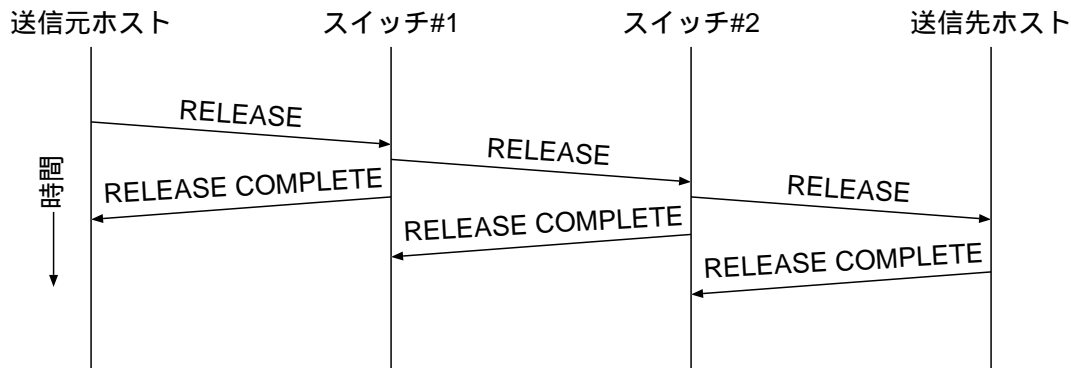 送信元ホスト
スイッチ#1
スイッチ#2
送信先ホスト
RELEASE
RELEASE
RELEASE
時間
RELEASE COMPLETE
RELEASE COMPLETE
RELEASE COMPLETE